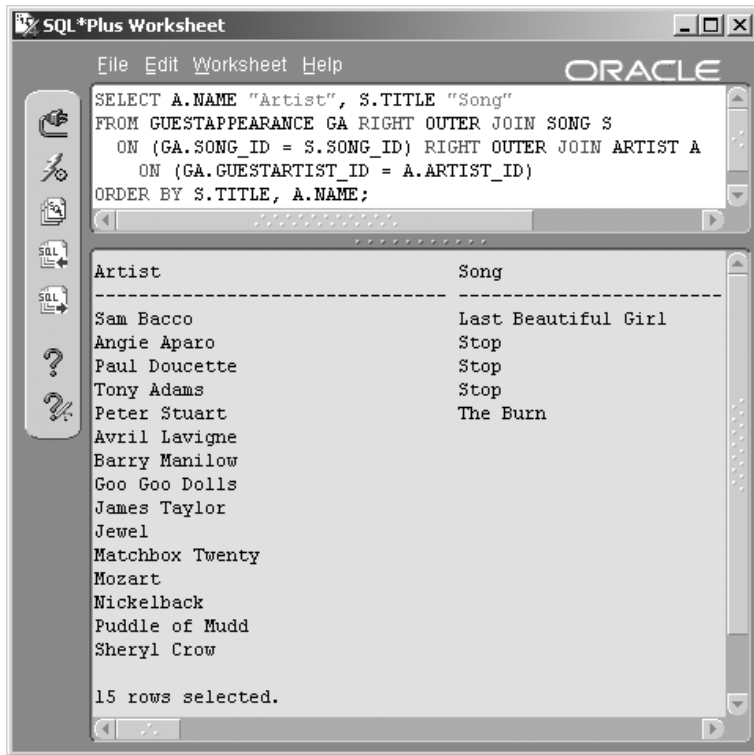 SQL*Plus Worksheet
File Edit Worksheet Help
ORACLE
SELECT A.NAME "Artist", S.TITLE "Song"
FROM GUESTAPPEARANCE GA RIGHT OUTER JOIN SONG S
ON (GA.SONG_ID = S.SONG_ID) RIGHT OUTER JOIN ARTIST A
ON (GA.GUESTARTIST_ID = A.ARTIST_ID)
ORDER BY S.TITLE, A.NAME;
SQL
SQL
Artist Song
-------------------------------- ------------------------
Sam Bacco Last Beautiful Girl
Angie Aparo Stop
Paul Doucette Stop
Tony Adams Stop
Peter Stuart The Burn
Avril Lavigne
Barry Manilow
Goo Goo Dolls
James Taylor
Jewel
Matchbox Twenty
Mozart
Nickelback
Puddle of Mudd
Sheryl Crow
15 rows selected.